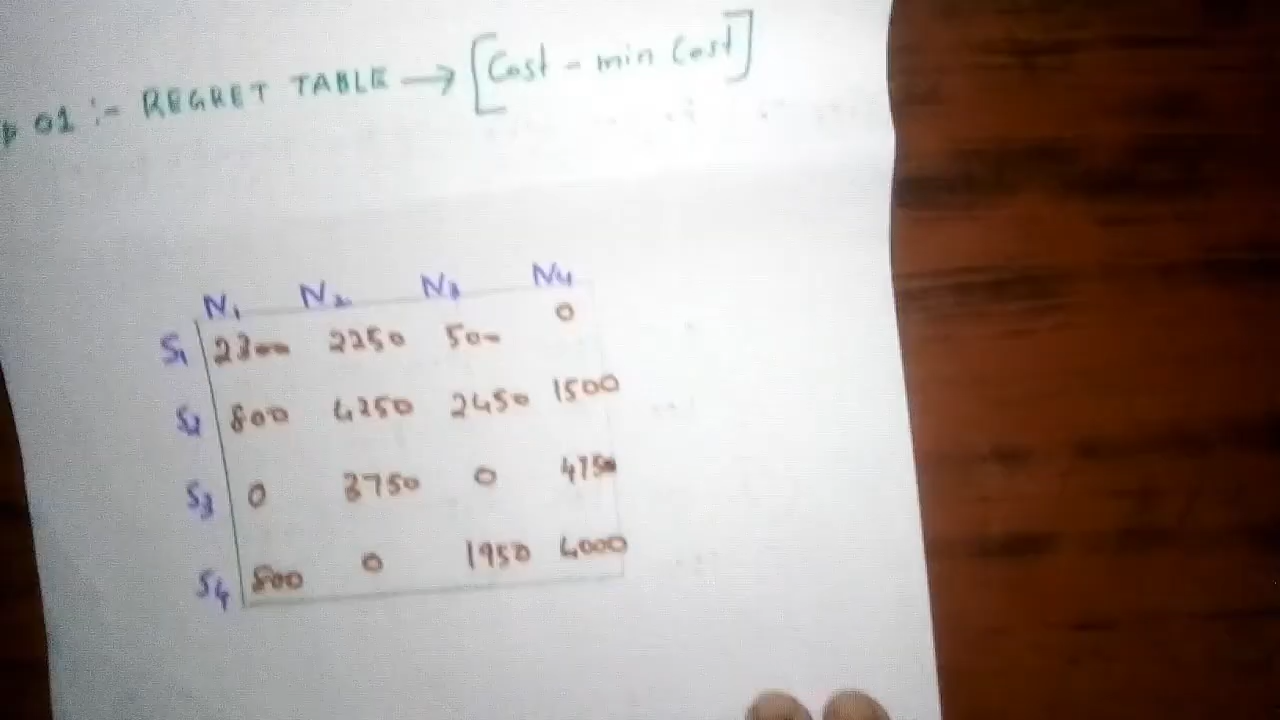 01 :- REGRET TABLE → [Cost - min Cost]
N1 N2 N3 N4
S1 2300 2250 500 0
S2 800 4250 2450 1500
S3 0 3750 0 4750
S4 800 0 1950 4000